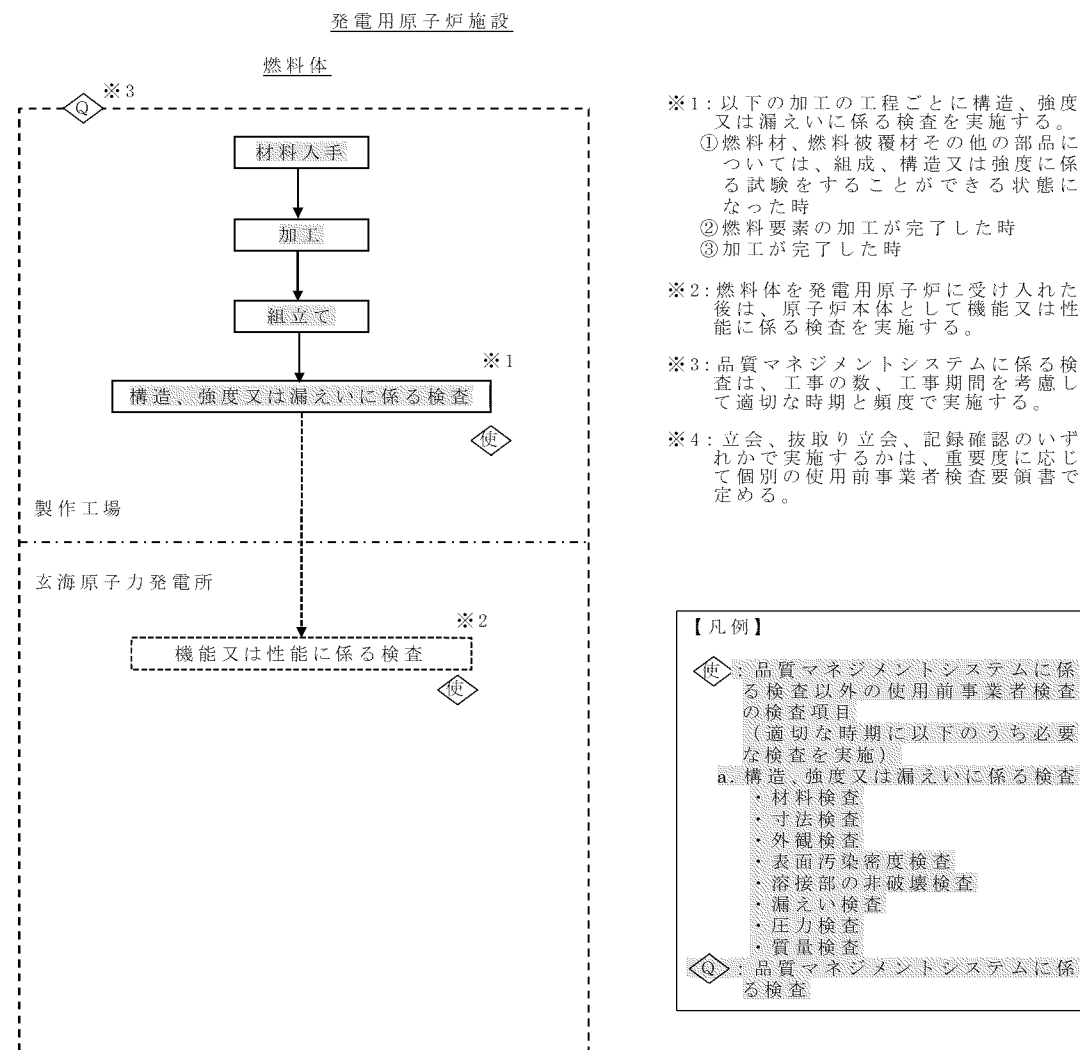 発電用原子炉施設
燃料体
Q
※3
材料入手
加工
組立て
※1
構造、強度又は漏えいに係る検査
使
製作工場
玄海原子力発電所
※2
機能又は性能に係る検査
使
※1:以下の加工の工程ごとに構造、強度
又は漏えいに係る検査を実施する。
①燃料材、燃料被覆材その他の部品に
ついては、組成、構造又は強度に係
る試験をすることができる状態に
なった時
②燃料要素の加工が完了した時
③加工が完了した時
※2:燃料体を発電用原子炉に受け入れた
後は、原子炉本体として機能又は性
能に係る検査を実施する。
※3:品質マネジメントシステムに係る検
査は、工事の数、工事期間を考慮し
て適切な時期と頻度で実施する。
※4:立会、抜取り立会、記録確認のいず
れかで実施するかは、重要度に応じ
て個別の使用前事業者検査要領書で
定める。
【凡例】
使:品質マネジメントシステムに係
る検査以外の使用前事業者検査
の検査項目
(適切な時期に以下のうち必要
な検査を実施)
a.構造、強度又は漏えいに係る検査
・材料検査
・寸法検査
・外観検査
・表面汚染密度検査
・溶接部の非破壊検査
・漏えい検査
・圧力検査
・質量検査
Q:品質マネジメントシステムに係
る検査